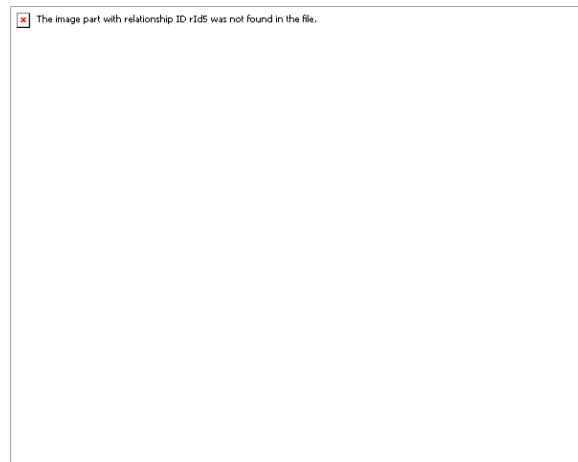 The image part with relationship ID rId5 was not found in the file.